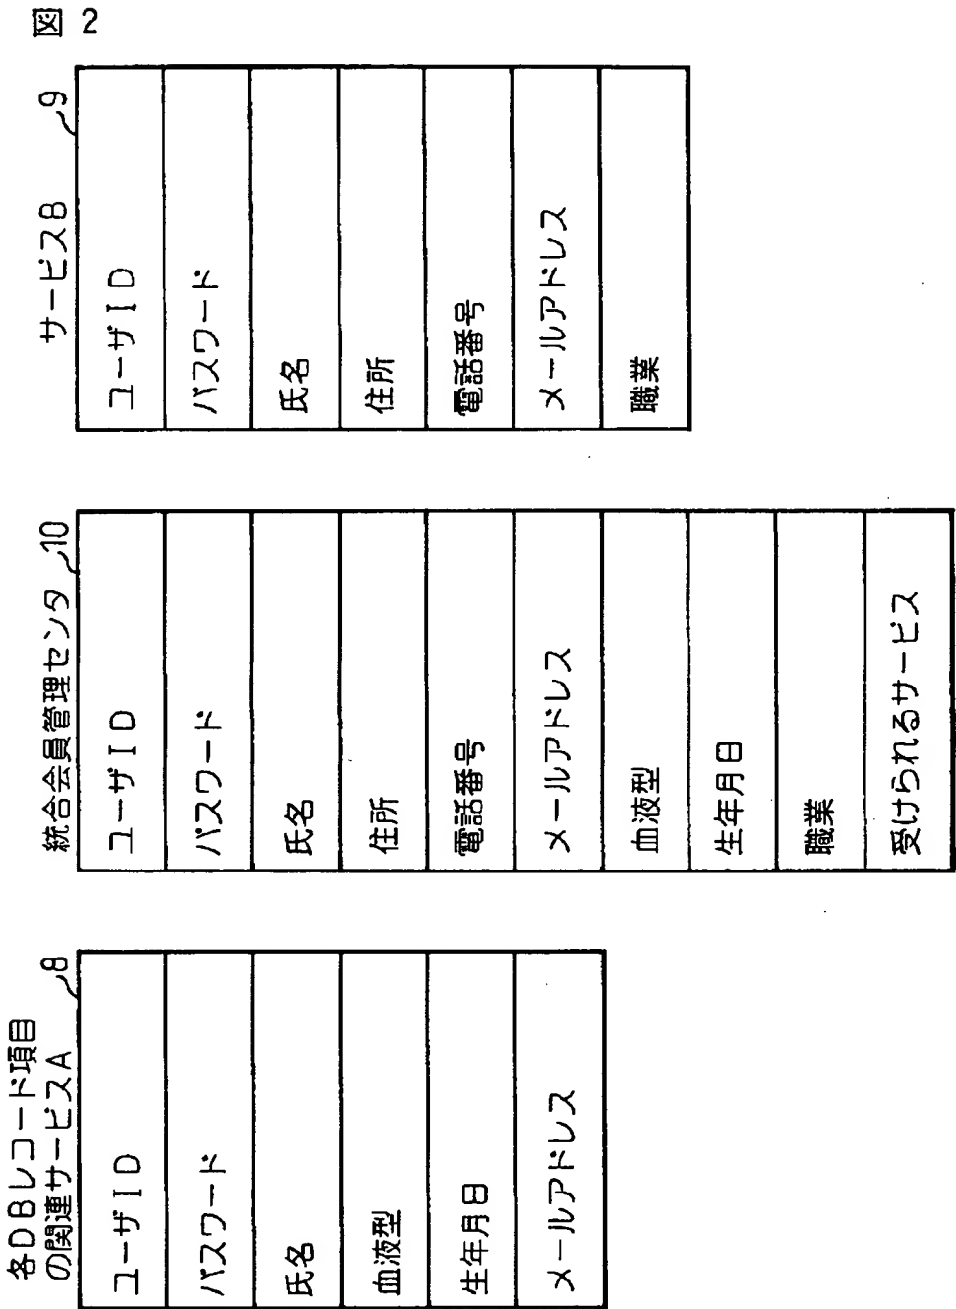 図 2
各DBレコード項目
の関連サービスA
8
ユーザID
パスワード
氏名
血液型
生年月日
メールアドレス
統合会員管理センタ
10
ユーザID
パスワード
氏名
住所
電話番号
メールアドレス
血液型
生年月日
職業
受けられるサービス
サービスB
9
ユーザID
パスワード
氏名
住所
電話番号
メールアドレス
職業